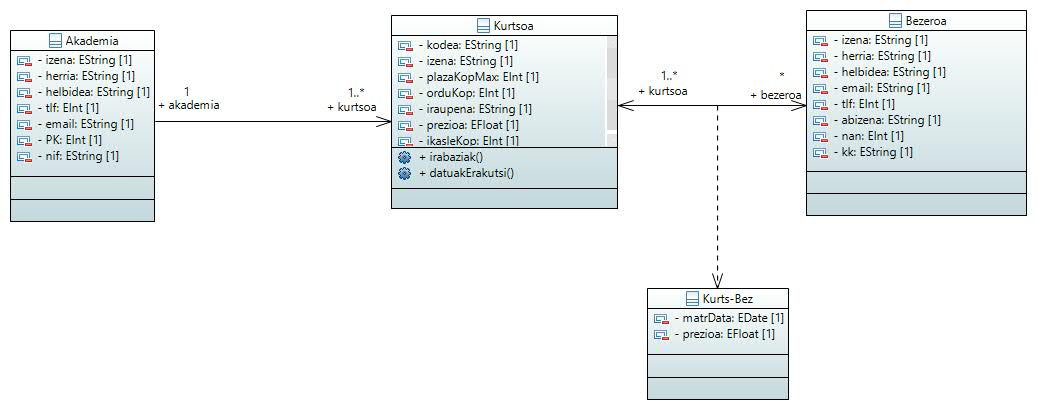 Akademia
- izena: EString [1]
- herria: EString [1]
- helbidea: EString [1]
- tlf: EInt [1]
- email: EString [1]
- PK: EInt [1]
- nif: EString [1]
1
+ akademia
1..*
+ kurtsoa
Kurtsoa
- kodea: EString [1]
- izena: EString [1]
- plazaKopMax: EInt [1]
- orduKop: EInt [1]
- iraupena: EString [1]
- prezioa: EFloat [1]
- ikasleKop: EInt [1]
+ irabaziak()
+ datuakErakutsi()
1..*
+ kurtsoa
*
+ bezeroa
Bezeroa
- izena: EString [1]
- herria: EString [1]
- helbidea: EString [1]
- email: EString [1]
- tlf: EInt [1]
- abizena: EString [1]
- nan: EInt [1]
- kk: EString [1]
Kurts-Bez
- matrData: EDate [1]
- prezioa: EFloat [1]